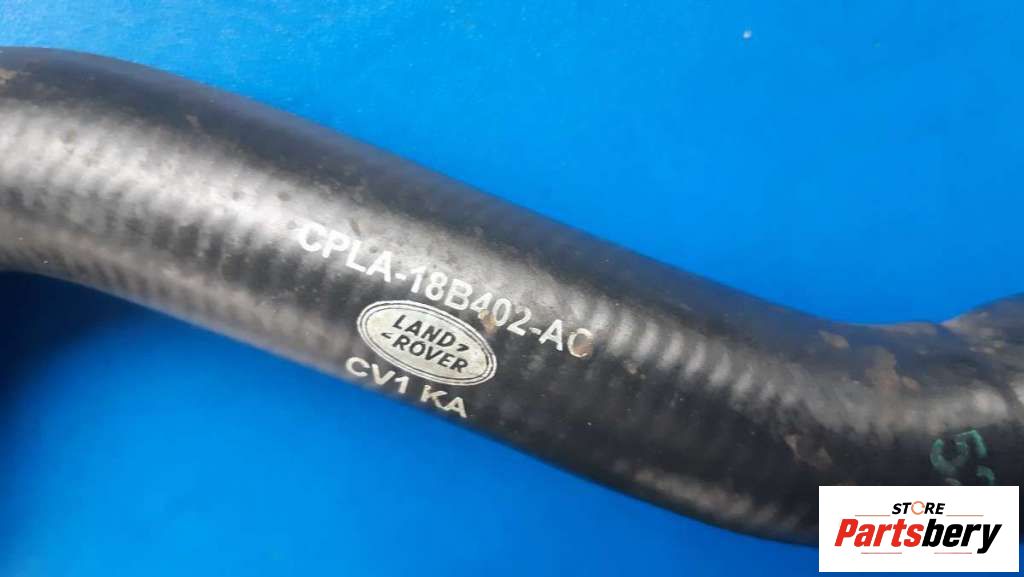 CPLA-18B402-AC
LAND-
-ROVER
CV1 KA
STORE
Partsbery